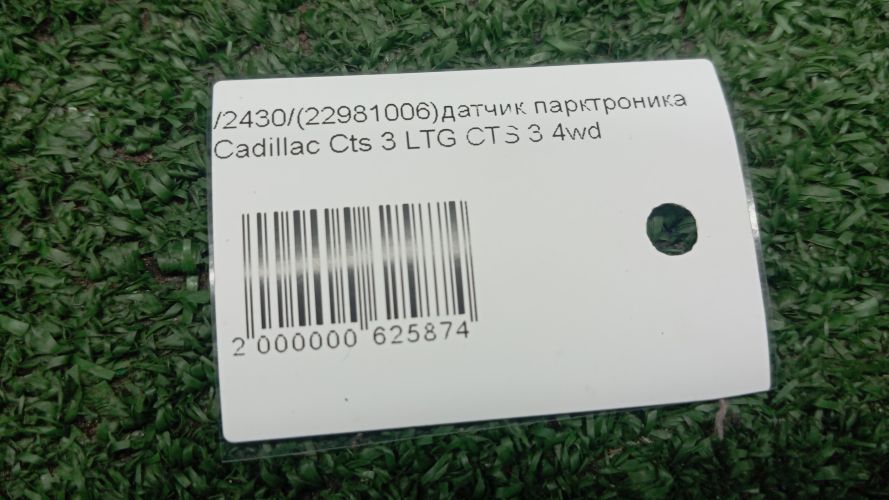 /2430/(22981006)датчик парктроника
Cadillac Cts 3 LTG CTS 3 4wd
2 000000 625874